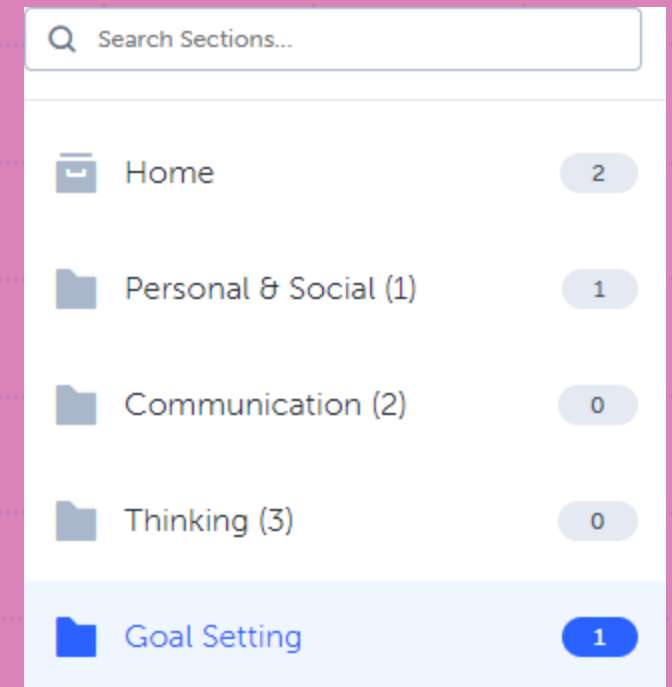 Search Sections...
Home 2
Personal & Social (1) 1
Communication (2) 0
Thinking (3) 0
Goal Setting 1